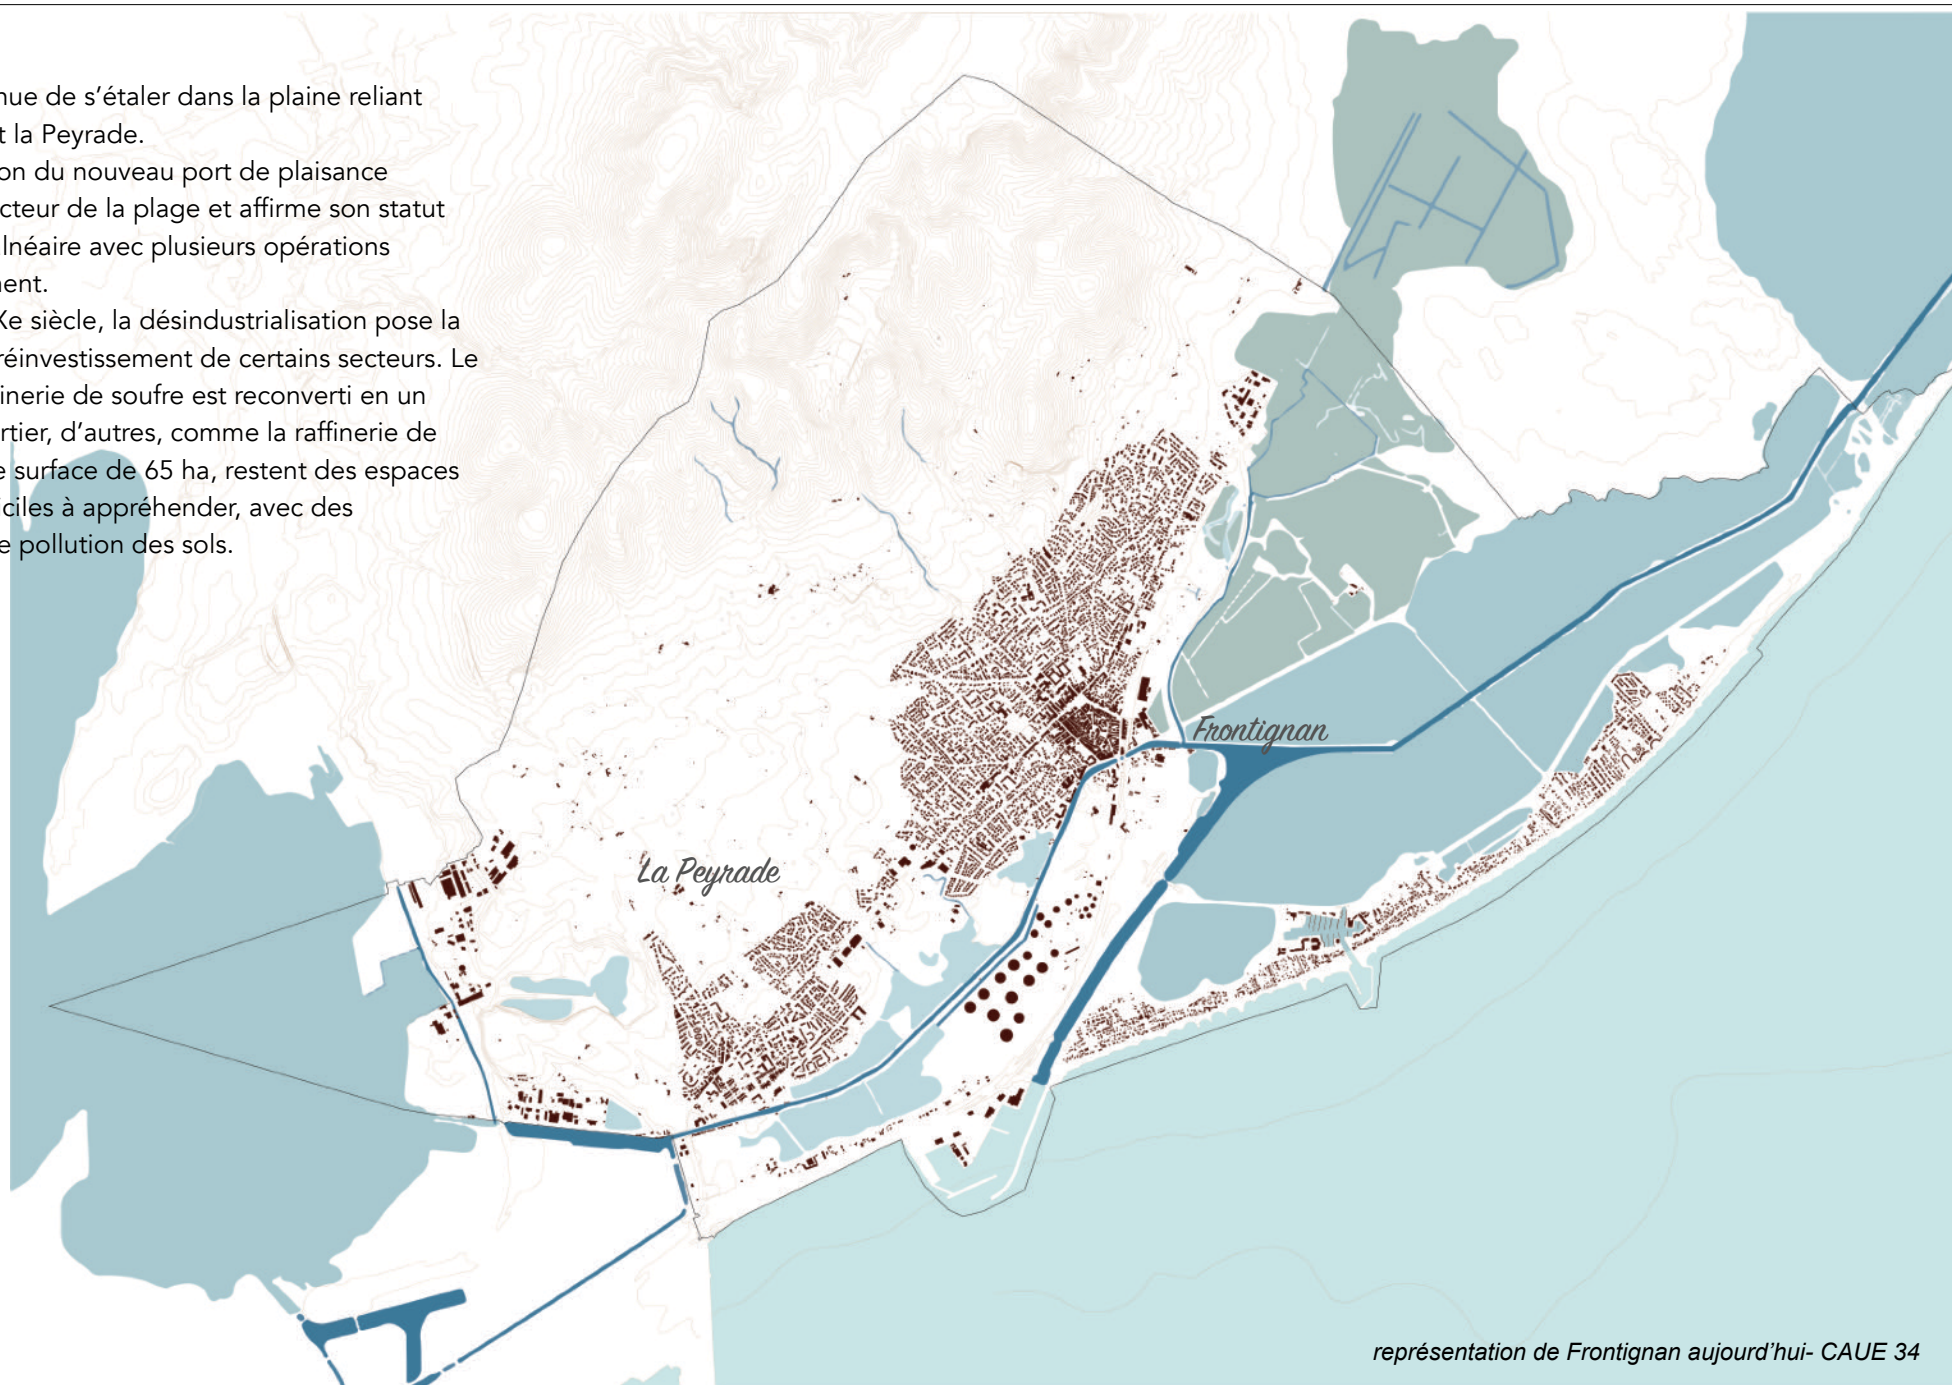 nue de s'étaler dans la plaine reliant
t la Peyrade.
on du nouveau port de plaisance
cteur de la plage et affirme son statut
lnéaire avec plusieurs opérations
nent.
Xe siècle, la désindustrialisation pose la
réinvestissement de certains secteurs. Le
inerie de soufre est reconverti en un
rtier, d'autres, comme la raffinerie de
e surface de 65 ha, restent des espaces
iciles à appréhender, avec des
e pollution des sols.
Frontignan
La Peyrade
représentation de Frontignan aujourd'hui- CAUE 34